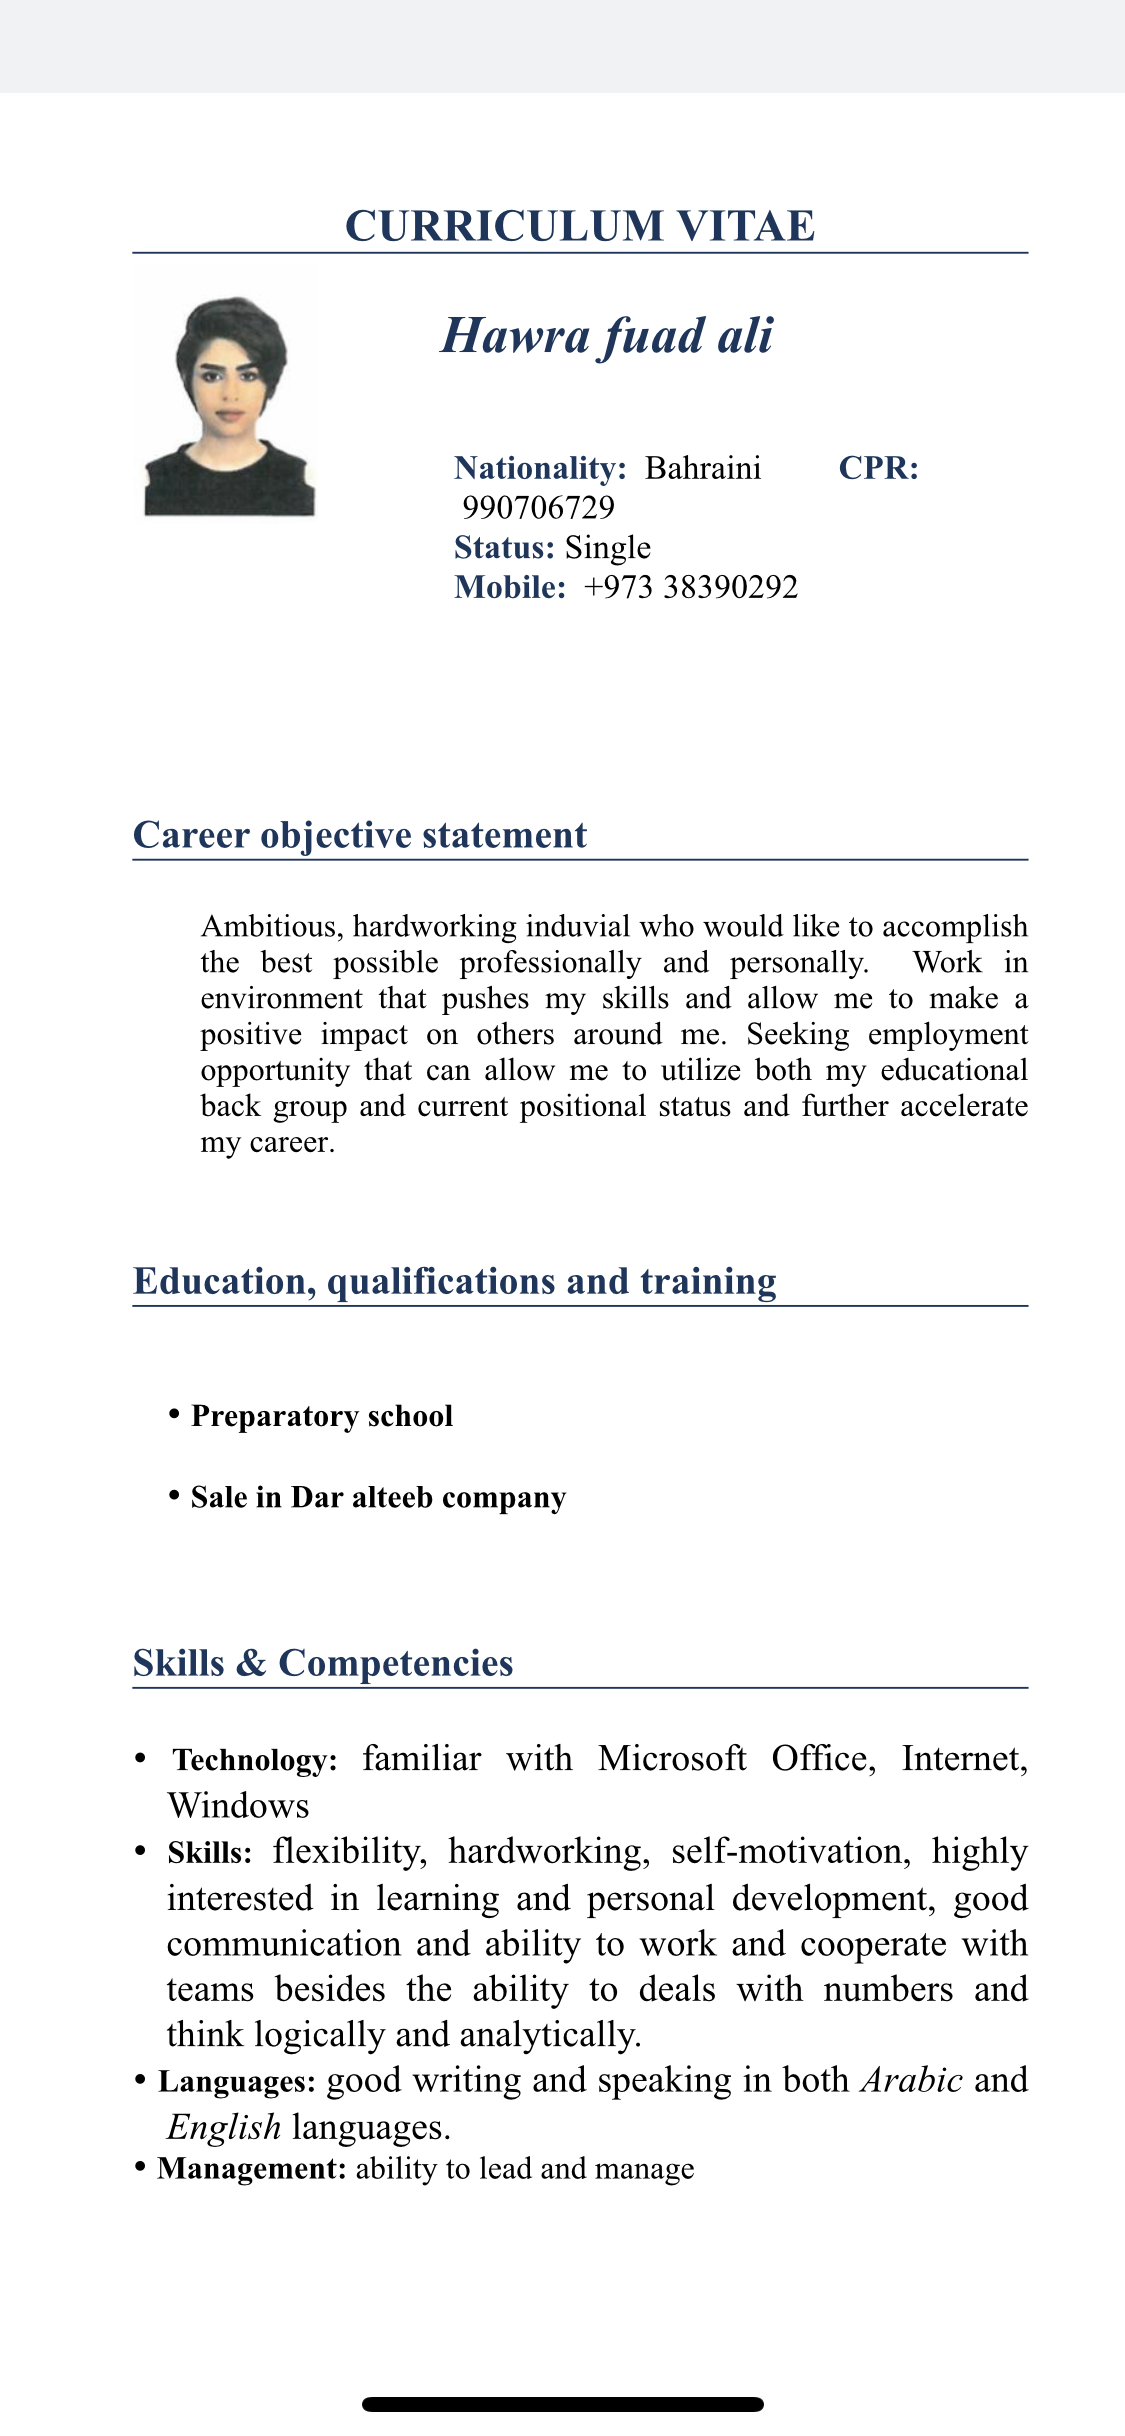 CURRICULUM VITAE
Hawra fuad ali
Nationality: Bahraini CPR:
990706729
Status: Single
Mobile: +973 38390292
Career objective statement
Ambitious, hardworking induvial who would like to accomplish
the best possible professionally and personally. Work in
environment that pushes my skills and allow me to make a
positive impact on others around me. Seeking employment
opportunity that can allow me to utilize both my educational
back group and current positional status and further accelerate
my career.
Education, qualifications and training
• Preparatory school
• Sale in Dar alteeb company
Skills & Competencies
• Technology: familiar with Microsoft Office, Internet,
Windows
• Skills: flexibility, hardworking, self-motivation, highly
interested in learning and personal development, good
communication and ability to work and cooperate with
teams besides the ability to deals with numbers and
think logically and analytically.
• Languages: good writing and speaking in both Arabic and
English languages.
• Management: ability to lead and manage